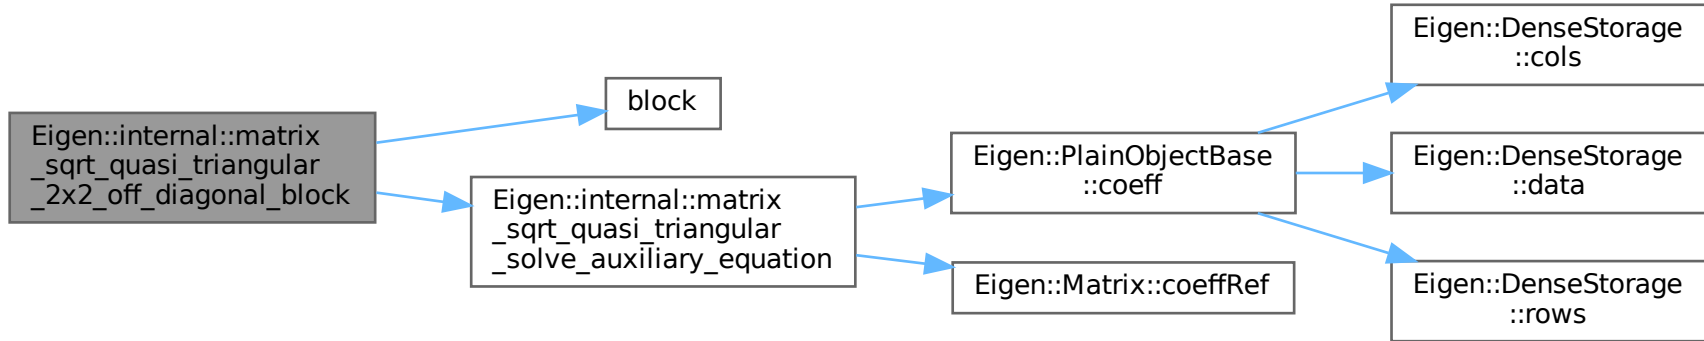 Eigen::internal::matrix
_sqrt_quasi_triangular
_2x2_off_diagonal_block
block
Eigen::internal::matrix
_sqrt_quasi_triangular
_solve_auxiliary_equation
Eigen::PlainObjectBase
::coeff
Eigen::Matrix::coeffRef
Eigen::DenseStorage
::cols
Eigen::DenseStorage
::data
Eigen::DenseStorage
::rows